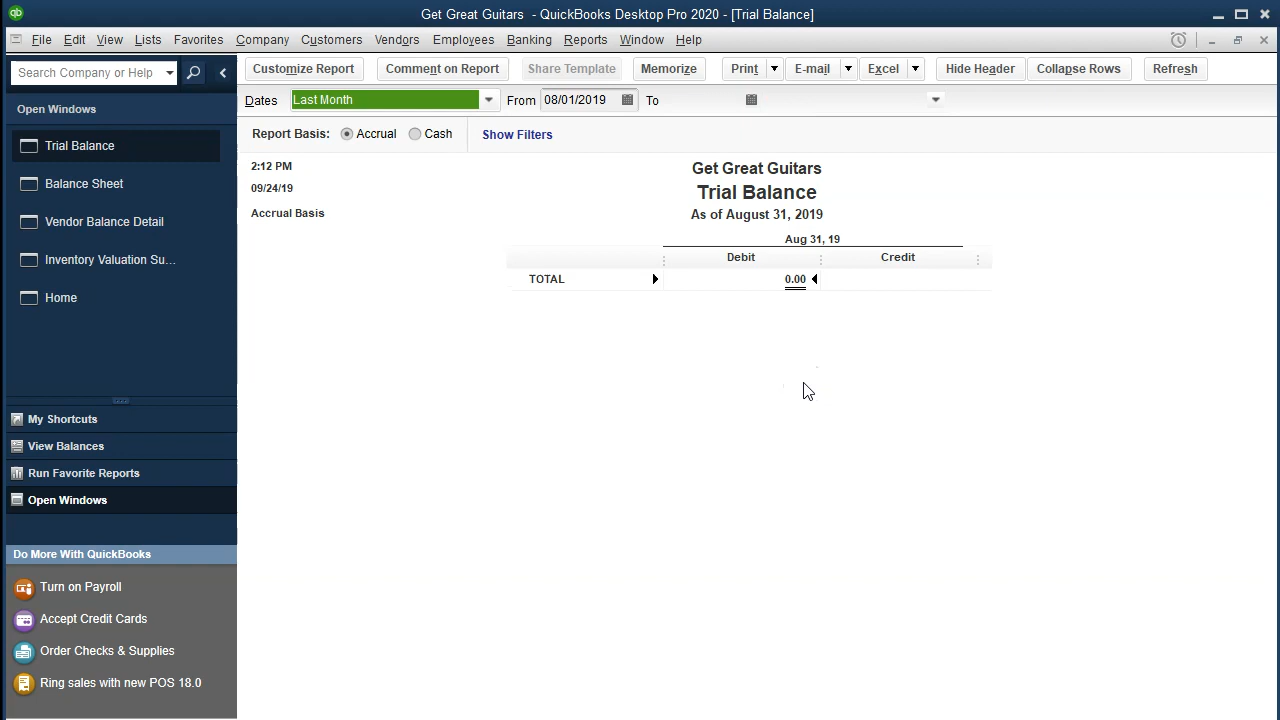 Get Great Guitars - QuickBooks Desktop Pro 2020 - [Trial Balance]
File Edit View Lists Favorites Company Customers Vendors Employees Banking Reports Window Help
Search Company or Help
Customize Report Comment on Report Share Template Memorize Print E-mail Excel Hide Header Collapse Rows Refresh
Dates Last Month From 08/01/2019 To
Report Basis: Accrual Cash Show Filters
Open Windows
Trial Balance
Balance Sheet
Vendor Balance Detail
Inventory Valuation Su...
Home
My Shortcuts
View Balances
Run Favorite Reports
Open Windows
Do More With QuickBooks
Turn on Payroll
Accept Credit Cards
Order Checks & Supplies
Ring sales with new POS 18.0
2:12 PM
09/24/19
Accrual Basis
Get Great Guitars
Trial Balance
As of August 31, 2019
Aug 31, 19
Debit Credit
TOTAL 0.00